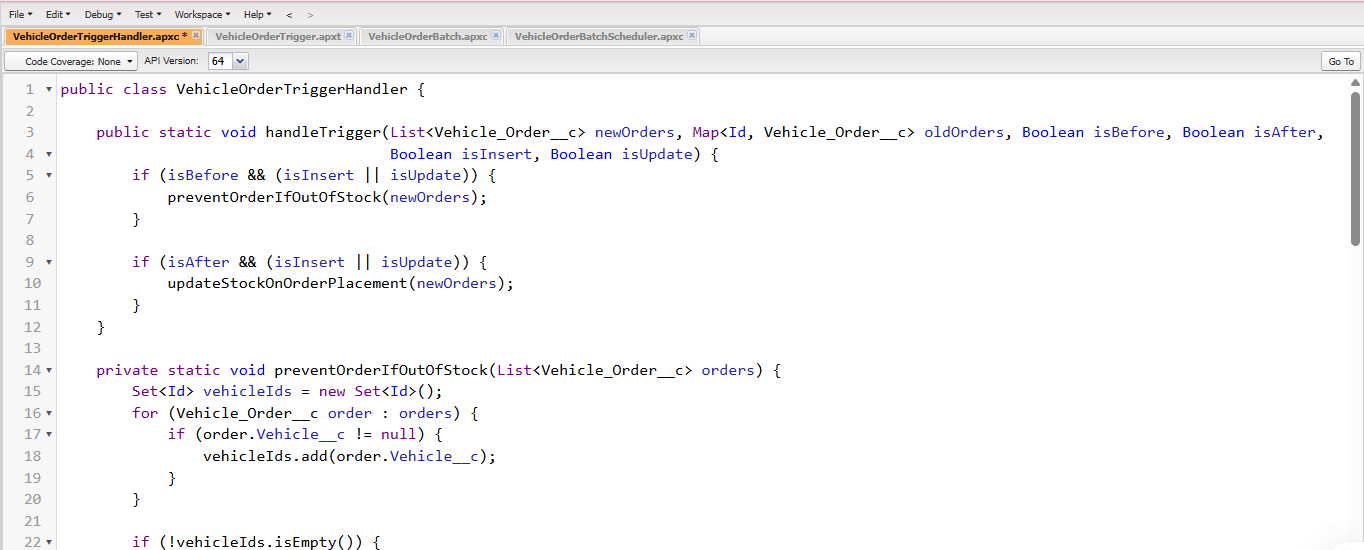 File Edit Debug Test Workspace Help < >
VehicleOrderTriggerHandler.apxc * VehicleOrderTrigger.apxt VehicleOrderBatch.apxc VehicleOrderBatchScheduler.apxc
Code Coverage: None API Version: 64 Go To
1 public class VehicleOrderTriggerHandler {
2
3 public static void handleTrigger(List<Vehicle_Order__c> newOrders, Map<Id, Vehicle_Order__c> oldOrders, Boolean isBefore, Boolean isAfter,
4 Boolean isInsert, Boolean isUpdate) {
5 if (isBefore && (isInsert || isUpdate)) {
6 preventOrderIfOutOfStock(newOrders);
7 }
8
9 if (isAfter && (isInsert || isUpdate)) {
10 updateStockOnOrderPlacement(newOrders);
11 }
12 }
13
14 private static void preventOrderIfOutOfStock(List<Vehicle_Order__c> orders) {
15 Set<Id> vehicleIds = new Set<Id>();
16 for (Vehicle_Order__c order : orders) {
17 if (order.Vehicle__c != null) {
18 vehicleIds.add(order.Vehicle__c);
19 }
20 }
21
22 if (!vehicleIds.isEmpty()) {